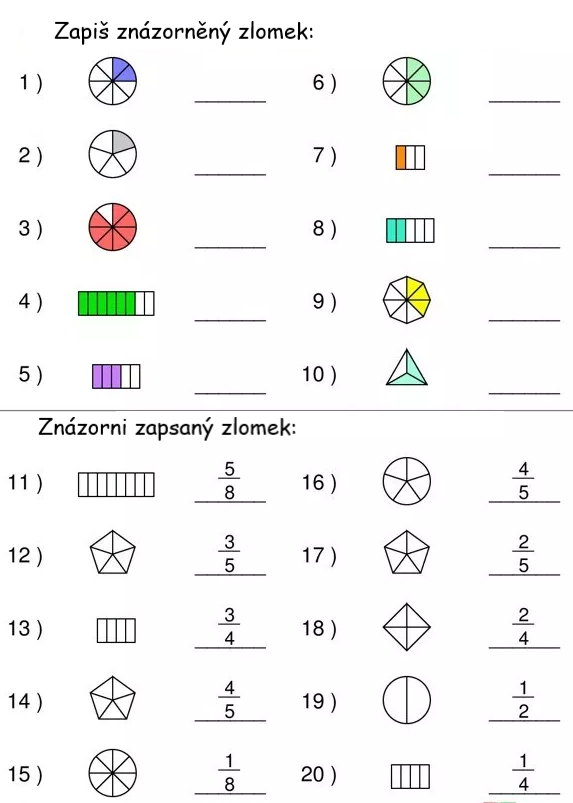 Zapiš znázorněný zlomek:
1 )
6 )
2 )
7 )
3 )
8 )
4 )
9 )
5 )
10 )
Znázorni zapsaný zlomek:
11 ) 5/8
16 ) 4/5
12 ) 3/5
17 ) 2/5
13 ) 3/4
18 ) 2/4
14 ) 4/5
19 ) 1/2
15 ) 1/8
20 ) 1/4